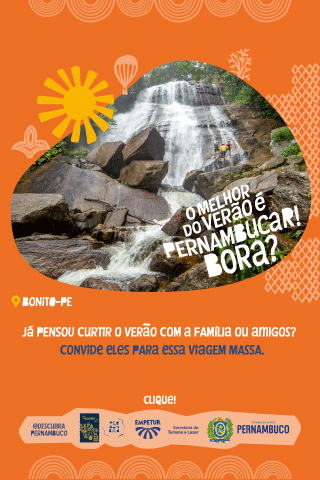 O MELHOR
DO VERÃO É
PERNAMBUCAR!
BORA?
BONITO-PE
JÁ PENSOU CURTIR O VERÃO COM A FAMÍLIA OU AMIGOS?
CONVIDE ELES PARA ESSA VIAGEM MASSA.
CLIQUE!
@DESCUBRA
PERNAMBUCO
EMPETUR
Secretaria de
Turismo e Lazer
PERNAMBUCO